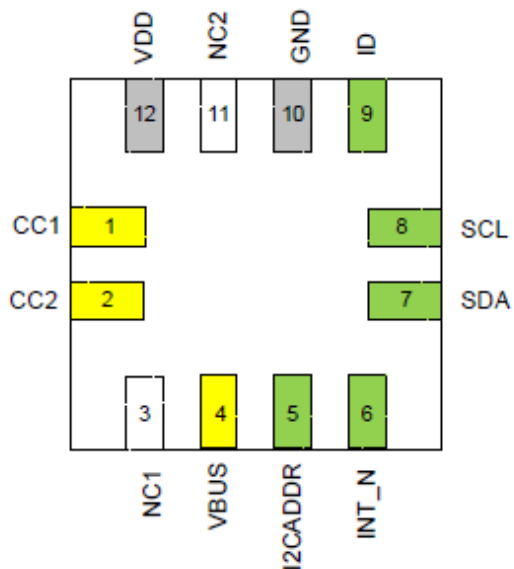 VDD NC2 GND ID
12 11 10 9
CC1 1 8 SCL
CC2 2 7 SDA
3 4 5 6
NC1 VBUS I2CADDR INT_N